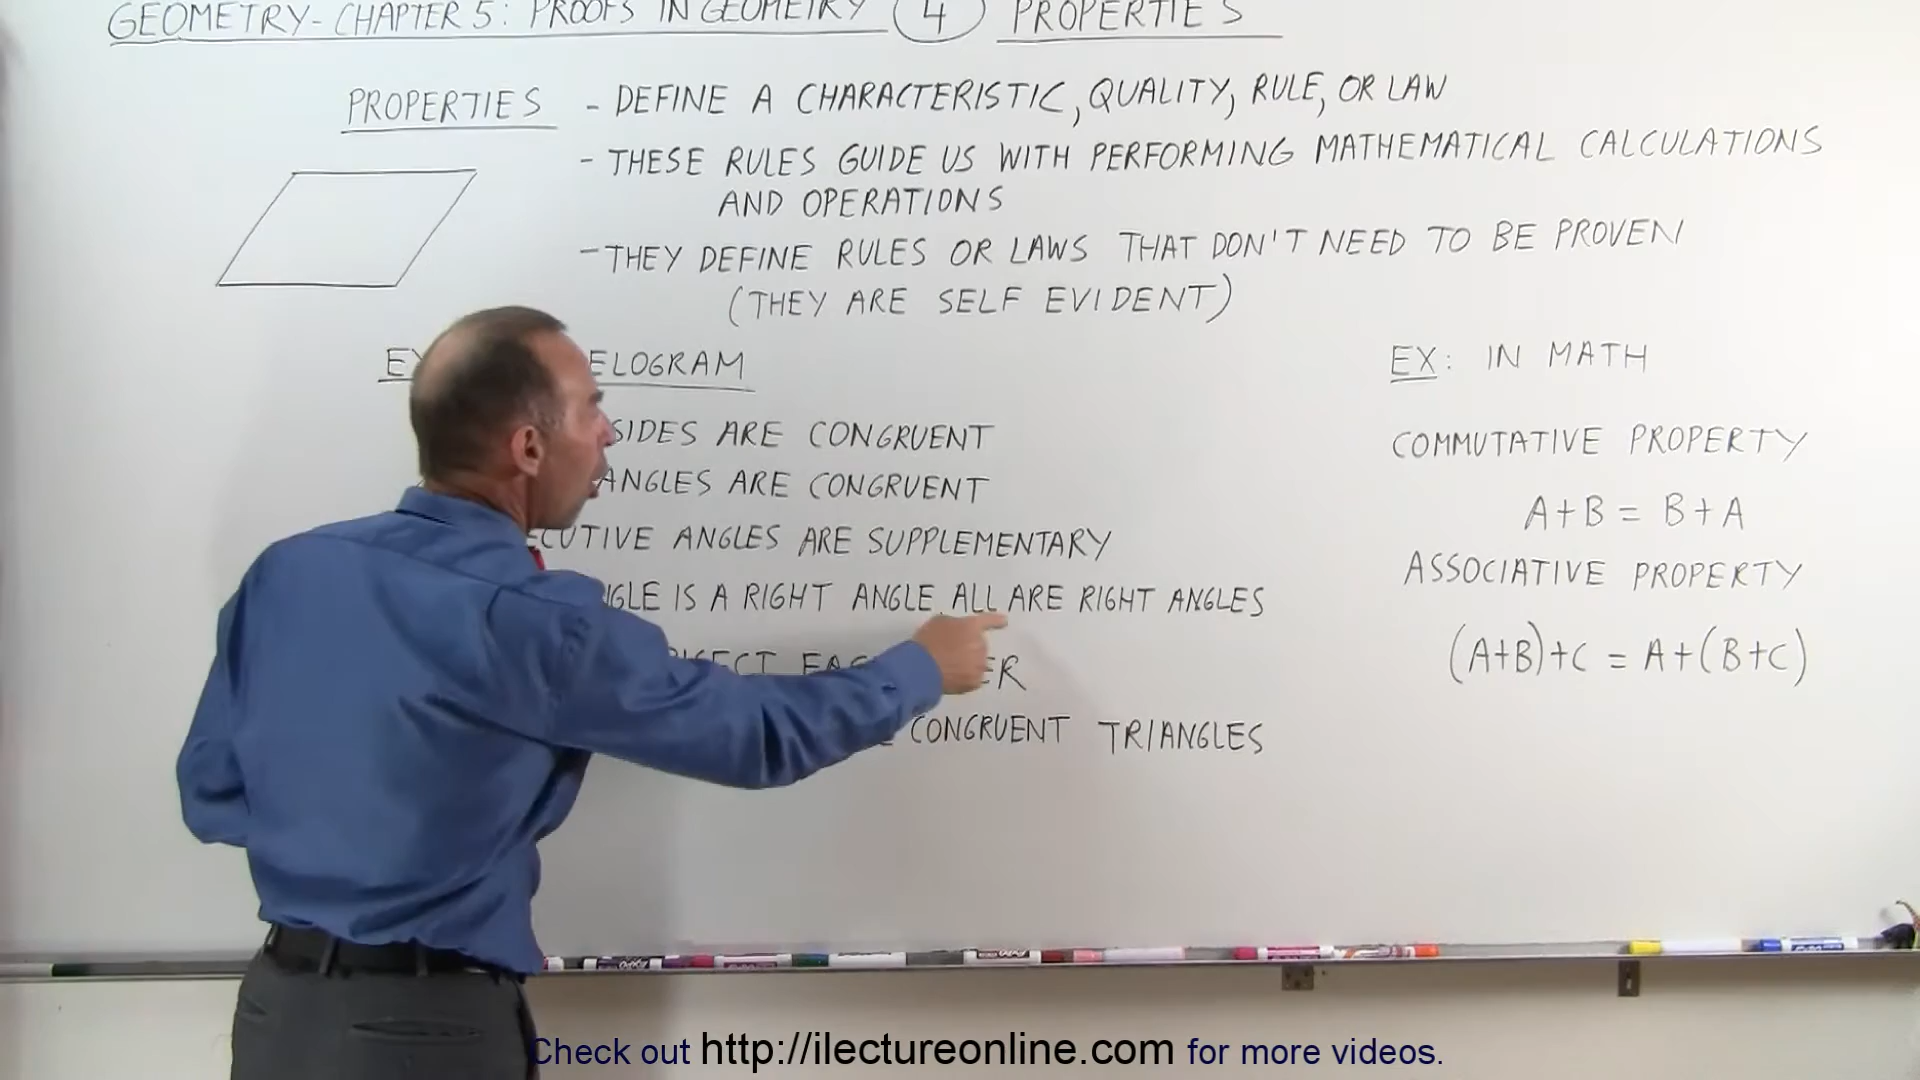 GEOMETRY - CHAPTER 5: PROOFS IN GEOMETRY 4 PROPERTIES
PROPERTIES - DEFINE A CHARACTERISTIC, QUALITY, RULE, OR LAW
- THESE RULES GUIDE US WITH PERFORMING MATHEMATICAL CALCULATIONS
AND OPERATIONS
- THEY DEFINE RULES OR LAWS THAT DON'T NEED TO BE PROVEN
(THEY ARE SELF EVIDENT)
ELOGRAM
SIDES ARE CONGRUENT
ANGLES ARE CONGRUENT
ECUTIVE ANGLES ARE SUPPLEMENTARY
NGLE IS A RIGHT ANGLE, ALL ARE RIGHT ANGLES
BISECT
CONGRUENT TRIANGLES
EX: IN MATH
COMMUTATIVE PROPERTY
A+B = B+A
ASSOCIATIVE PROPERTY
(A+B)+C = A+(B+C)
Check out http://ilectureonline.com for more videos.